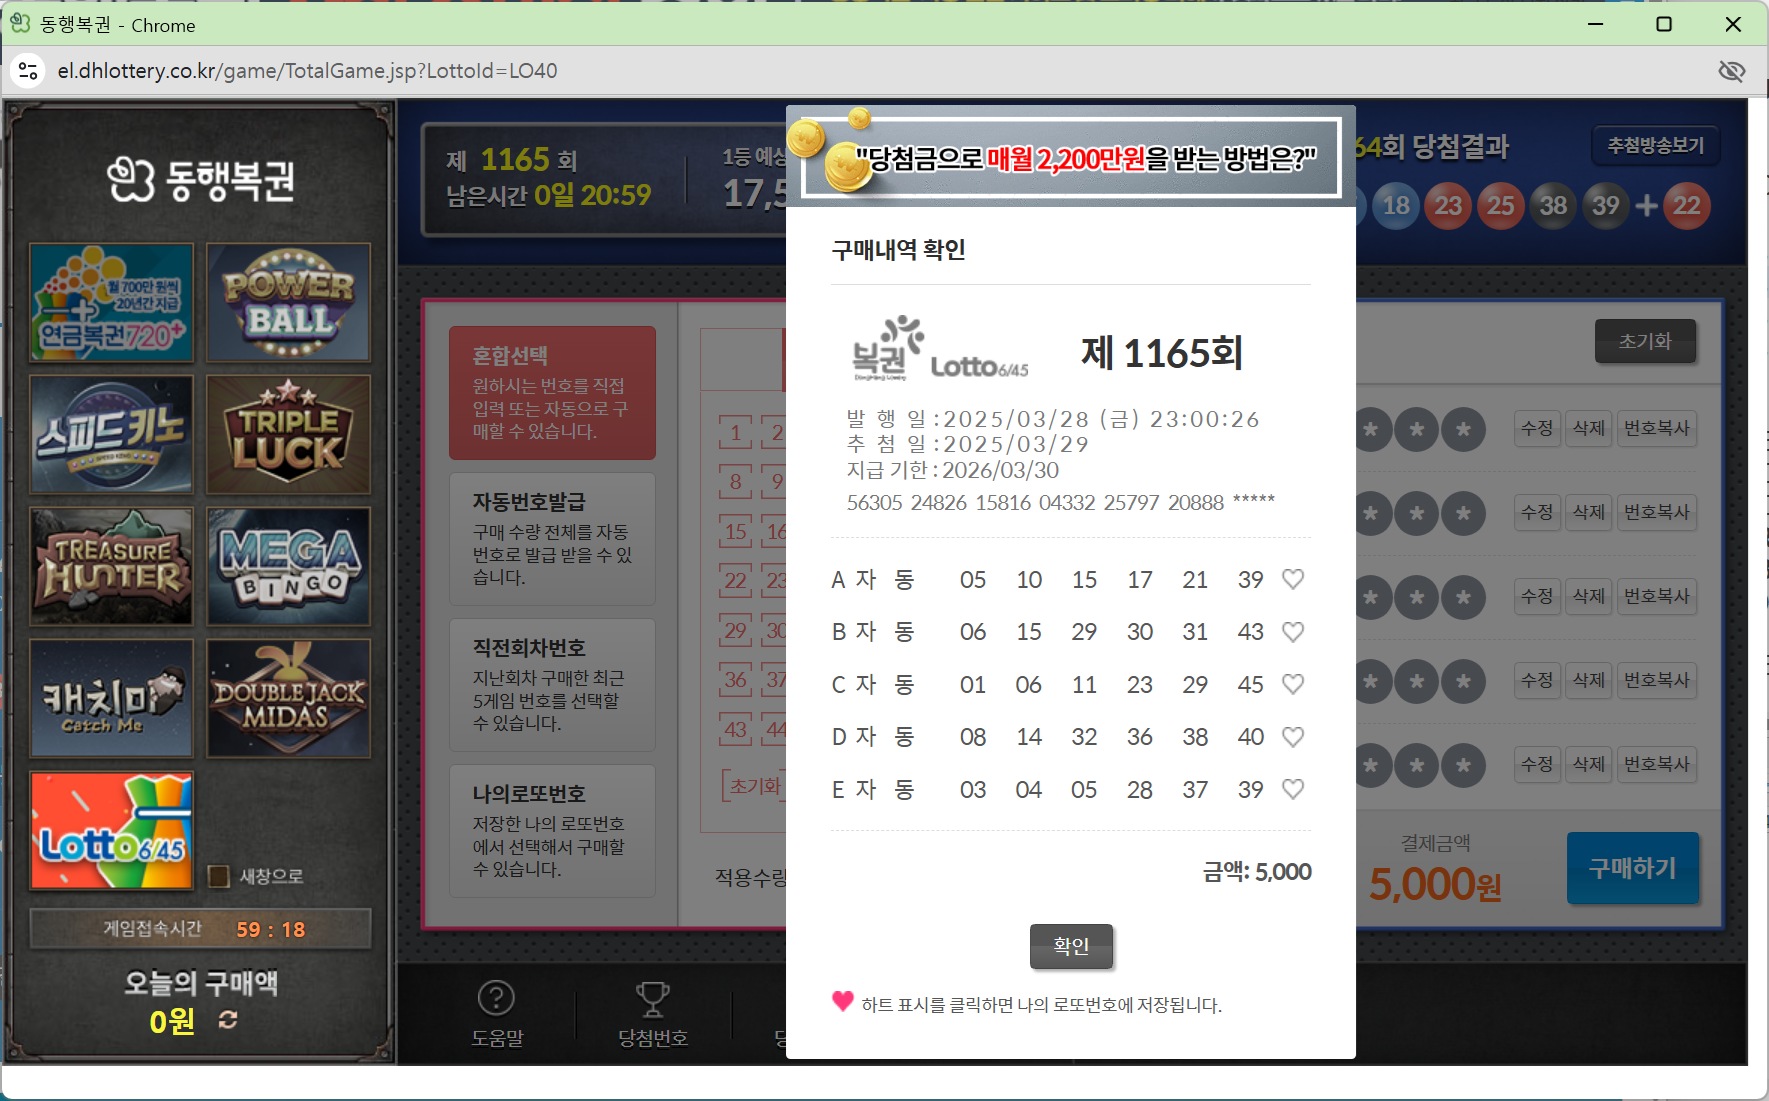 동행복권 - Chrome
el.dhlottery.co.kr/game/TotalGame.jsp?LottoId=LO40
동행복권
월 700만 원씩
20년간 지급
연금복권720+
POWER
BALL
스피드키노
SPEED KENO
TRIPLE
LUCK
TREASURE
HUNTER
MEGA
BINGO
캐치미
Catch Me
DOUBLE JACK
MIDAS
Lotto6/45
새창으로
게임접속시간 59 : 18
오늘의 구매액
0원
제 1165 회
남은시간 0일 20:59
1등 예상
17,5
64회 당첨결과
추첨방송보기
18 23 25 38 39 + 22
혼합선택
원하시는 번호를 직접
입력 또는 자동으로 구
매할 수 있습니다.
자동번호발급
구매 수량 전체를 자동
번호로 발급 받을 수 있
습니다.
직전회차번호
지난회차 구매한 최근
5게임 번호를 선택할
수 있습니다.
나의로또번호
저장한 나의 로또번호
에서 선택해서 구매할
수 있습니다.
1 2
8 9
15 16
22 23
29 30
36 37
43 44
초기화
적용수량
"당첨금으로 매월 2,200만원을 받는 방법은?"
구매내역 확인
복권 Lotto6/45
제 1165회
발 행 일 : 2025/03/28 (금) 23:00:26
추 첨 일 : 2025/03/29
지급 기한 : 2026/03/30
56305 24826 15816 04332 25797 20888 *****
A 자 동 05 10 15 17 21 39
B 자 동 06 15 29 30 31 43
C 자 동 01 06 11 23 29 45
D 자 동 08 14 32 36 38 40
E 자 동 03 04 05 28 37 39
금액: 5,000
확인
하트 표시를 클릭하면 나의 로또번호에 저장됩니다.
초기화
* * * 수정 삭제 번호복사
* * * 수정 삭제 번호복사
* * * 수정 삭제 번호복사
* * * 수정 삭제 번호복사
* * * 수정 삭제 번호복사
결제금액
5,000원
구매하기
도움말
당첨번호